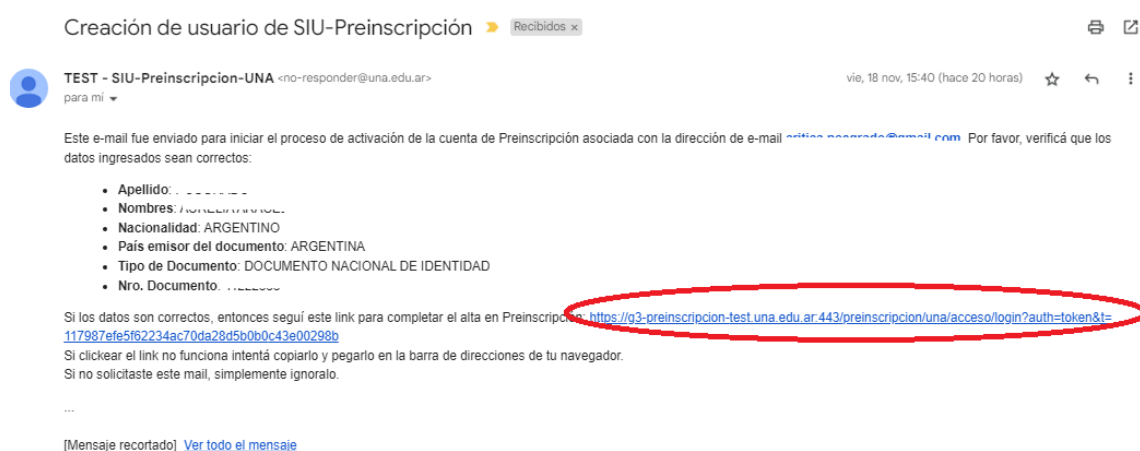 Creación de usuario de SIU-Preinscripción Recibidos x
TEST - SIU-Preinscripcion-UNA <no-responder@una.edu.ar> vie, 18 nov, 15:40 (hace 20 horas)
para mí
Este e-mail fue enviado para iniciar el proceso de activación de la cuenta de Preinscripción asociada con la dirección de e-mail Por favor, verificá que los
datos ingresados sean correctos:
• Apellido:
• Nombres:
• Nacionalidad: ARGENTINO
• País emisor del documento: ARGENTINA
• Tipo de Documento: DOCUMENTO NACIONAL DE IDENTIDAD
• Nro. Documento.
Si los datos son correctos, entonces seguí este link para completar el alta en Preinscripción: https://g3-preinscripcion-test.una.edu.ar:443/preinscripcion/una/acceso/login?auth=token&t=
117987efe5f62234ac70da28d5b0b0c43e00298b
Si clickear el link no funciona intentá copiarlo y pegarlo en la barra de direcciones de tu navegador.
Si no solicitaste este mail, simplemente ignoralo.
...
[Mensaje recortado] Ver todo el mensaje